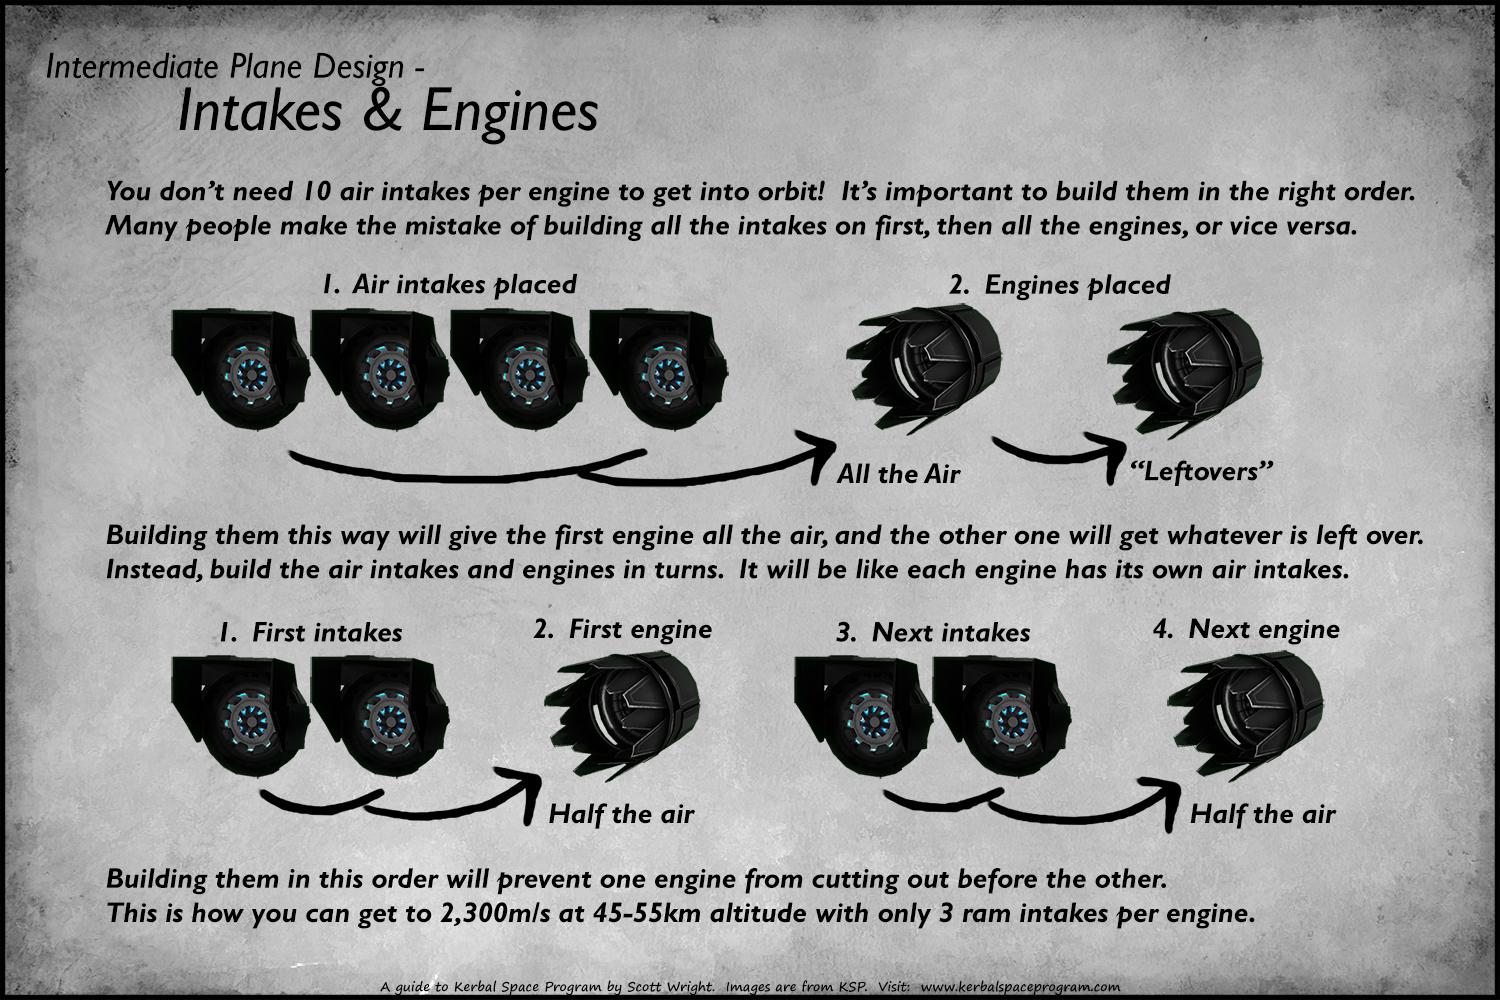 Intermediate Plane Design -
Intakes & Engines
You don't need 10 air intakes per engine to get into orbit!  It's important to build them in the right order.
Many people make the mistake of building all the intakes on first, then all the engines, or vice versa.
1.  Air intakes placed
2.  Engines placed
All the Air
“Leftovers”
Building them this way will give the first engine all the air, and the other one will get whatever is left over.
Instead, build the air intakes and engines in turns.  It will be like each engine has its own air intakes.
1.  First intakes
2.  First engine
3.  Next intakes
4.  Next engine
Half the air
Half the air
Building them in this order will prevent one engine from cutting out before the other.
This is how you can get to 2,300m/s at 45-55km altitude with only 3 ram intakes per engine.
A guide to Kerbal Space Program by Scott Wright.  Images are from KSP.  Visit:  www.kerbalspaceprogram.com